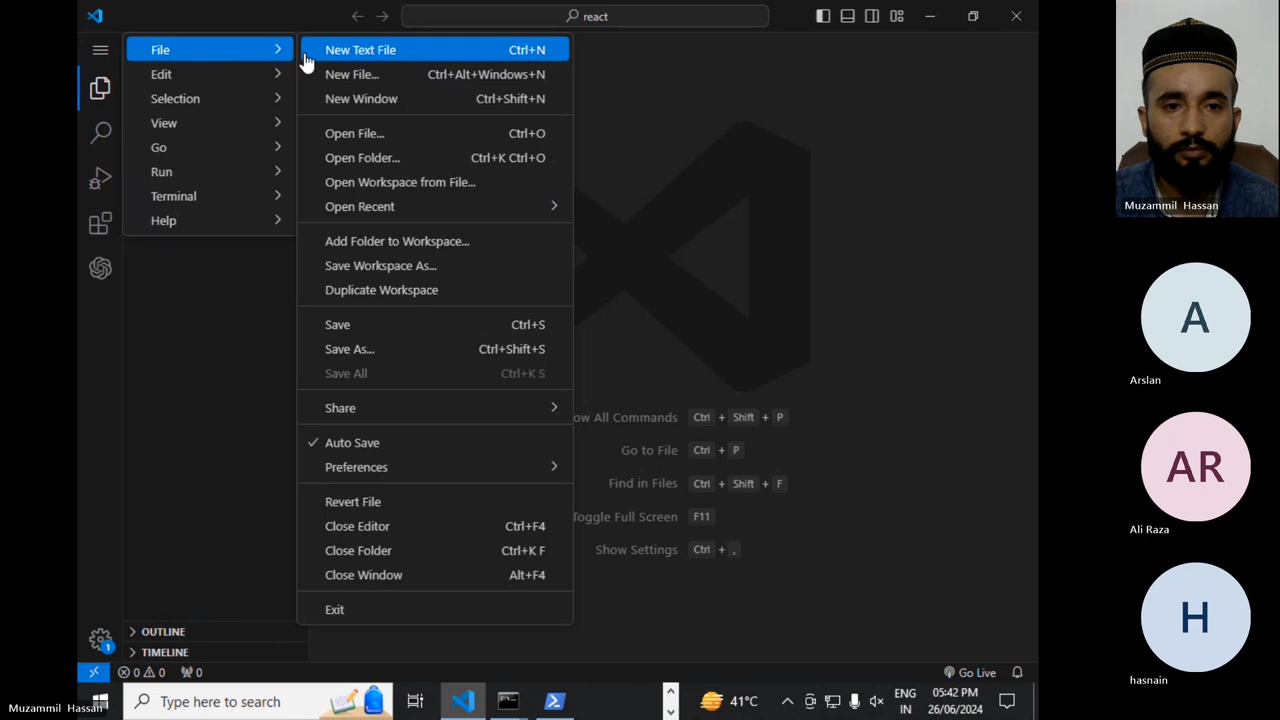 react
File
Edit
Selection
View
Go
Run
Terminal
Help
New Text File Ctrl+N
New File... Ctrl+Alt+Windows+N
New Window Ctrl+Shift+N
Open File... Ctrl+O
Open Folder... Ctrl+K Ctrl+O
Open Workspace from File...
Open Recent
Add Folder to Workspace...
Save Workspace As...
Duplicate Workspace
Save Ctrl+S
Save As... Ctrl+Shift+S
Save All Ctrl+K S
Share
Auto Save
Preferences
Revert File
Close Editor Ctrl+F4
Close Folder Ctrl+K F
Close Window Alt+F4
Exit
ow All Commands Ctrl + Shift + P
Go to File Ctrl + P
Find in Files Ctrl + Shift + F
Toggle Full Screen F11
Show Settings Ctrl + ,
OUTLINE
TIMELINE
1
0 0 0
Go Live
Type here to search
41°C
ENG
IN
05:42 PM
26/06/2024
Muzammil Hassan
Muzammil Hassan
A
Arslan
AR
Ali Raza
H
hasnain